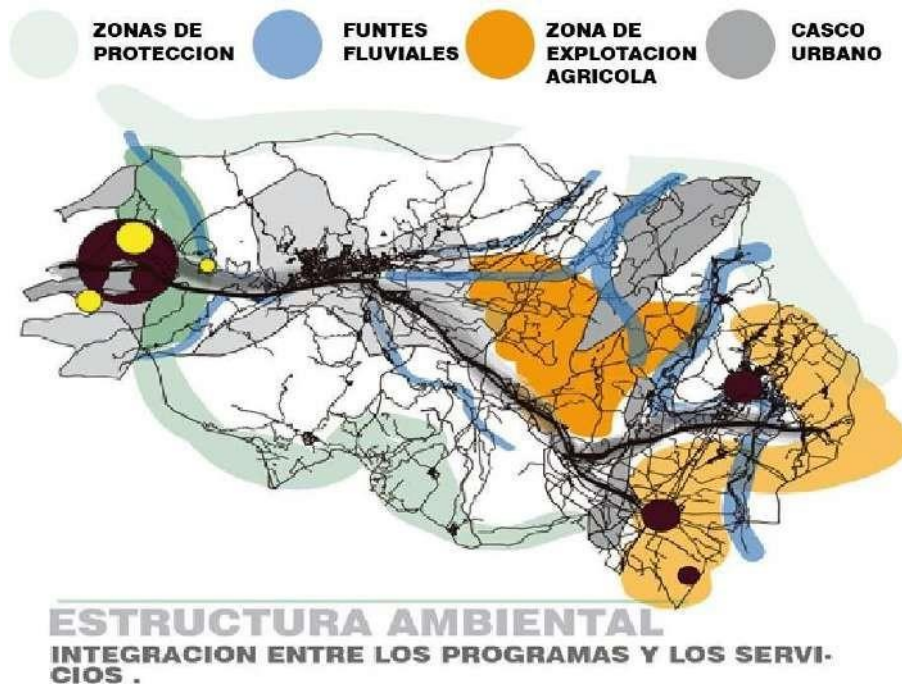 ZONAS DE
PROTECCION
FUNTES
FLUVIALES
ZONA DE
EXPLOTACION
AGRICOLA
CASCO
URBANO
ESTRUCTURA AMBIENTAL
INTEGRACION ENTRE LOS PROGRAMAS Y LOS SERVI-
CIOS .